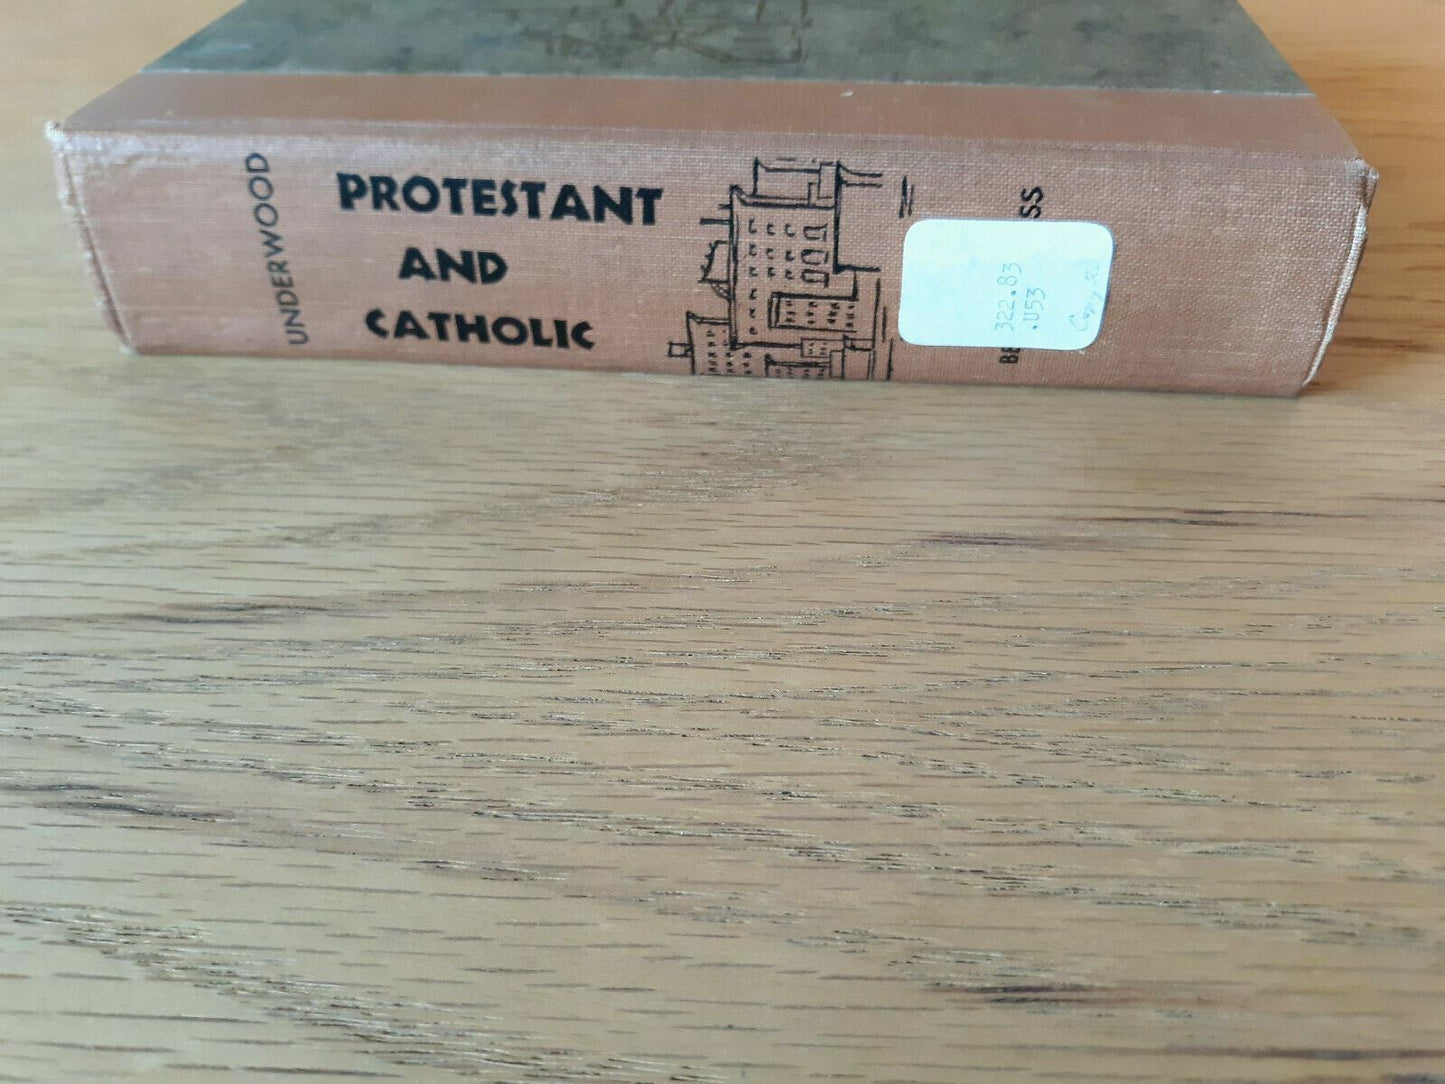 UNDERWOOD
PROTESTANT
AND
CATHOLIC
322.83
.U53